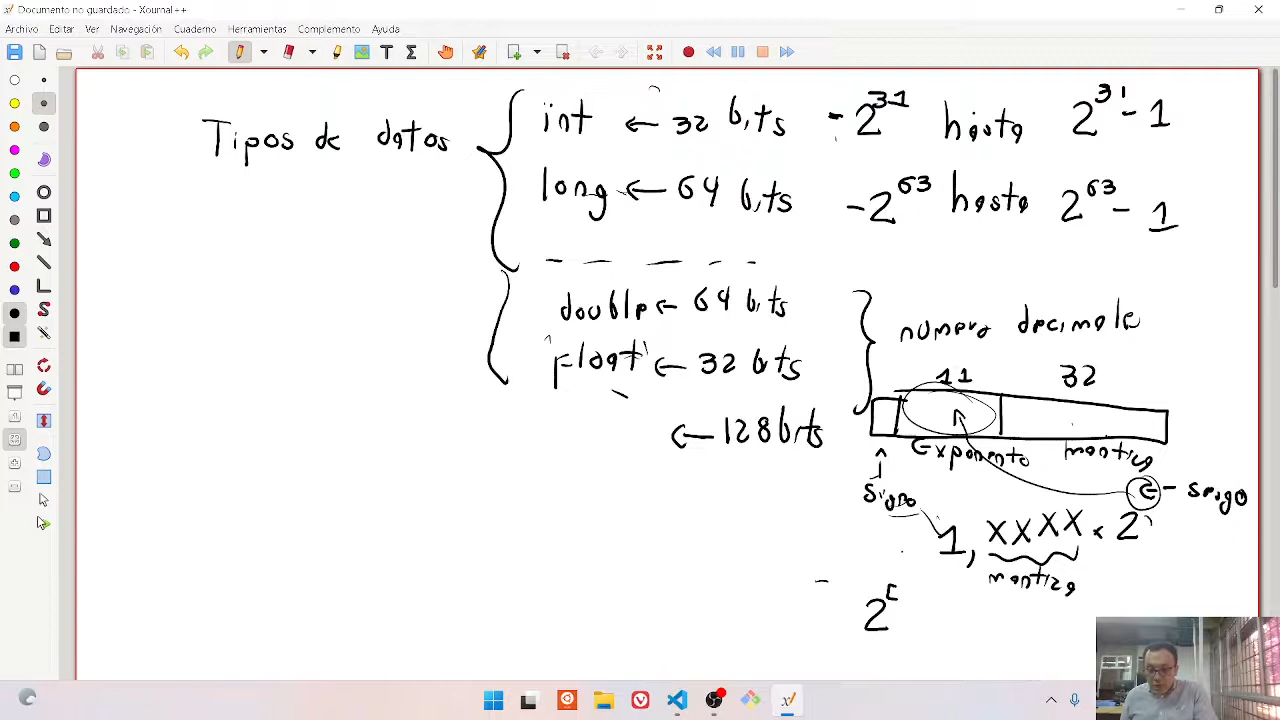 Documento no guardado - Xournal++
Archivo Editar Ver Navegación Cuaderno Herramientas Complemento Ayuda
Tipos de datos
int ← 32 bits -2^31 hasta 2^31 - 1
long ← 64 bits -2^63 hasta 2^63 - 1
double ← 64 bits
float ← 32 bits
← 128 bits
numero decimale
11 32
Exponente mantiza
signo
E - sesgo
1, XXXX × 2
mantiza
2^E